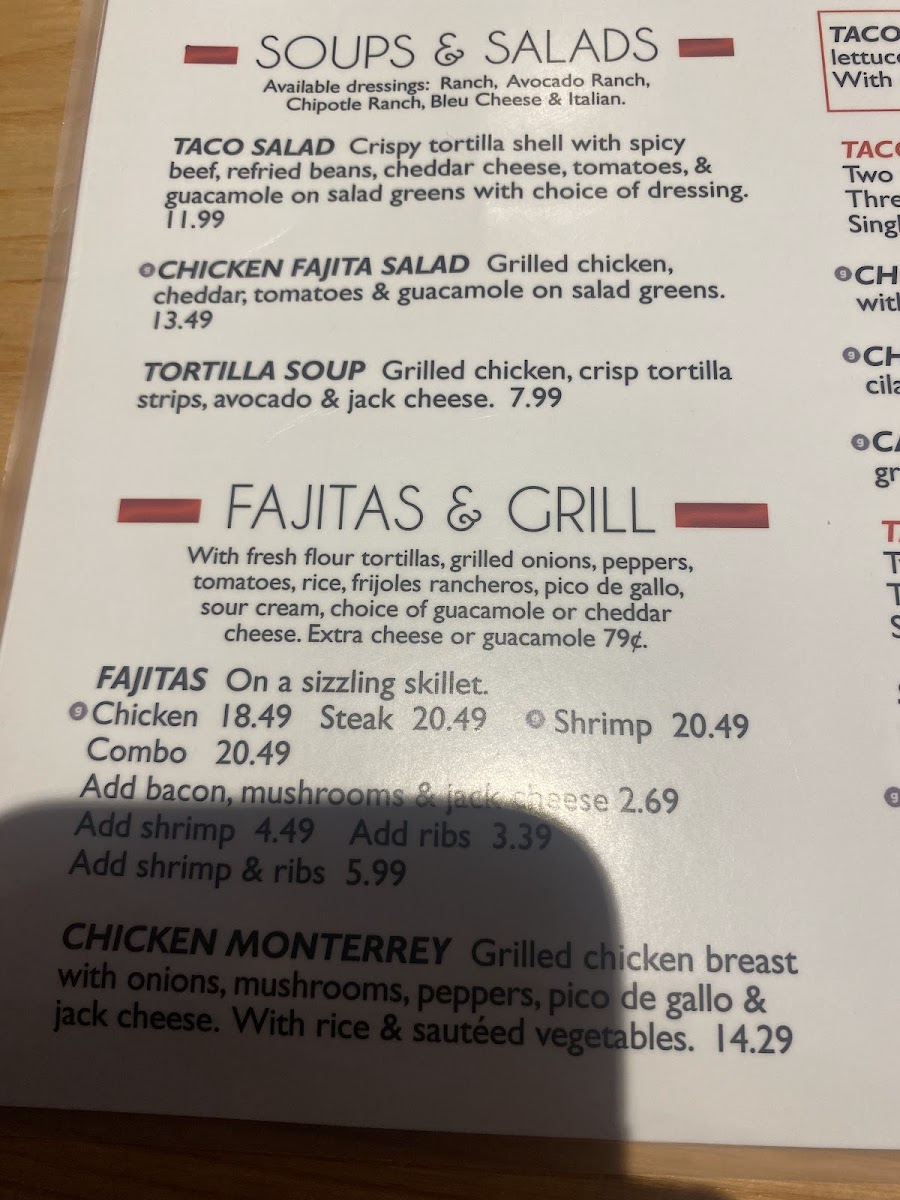 SOUPS & SALADS
Available dressings: Ranch, Avocado Ranch,
Chipotle Ranch, Bleu Cheese & Italian.
TACO SALAD Crispy tortilla shell with spicy
beef, refried beans, cheddar cheese, tomatoes, &
guacamole on salad greens with choice of dressing.
11.99
g CHICKEN FAJITA SALAD Grilled chicken,
cheddar, tomatoes & guacamole on salad greens.
13.49
TORTILLA SOUP Grilled chicken, crisp tortilla
strips, avocado & jack cheese. 7.99
FAJITAS & GRILL
With fresh flour tortillas, grilled onions, peppers,
tomatoes, rice, frijoles rancheros, pico de gallo,
sour cream, choice of guacamole or cheddar
cheese. Extra cheese or guacamole 79¢.
FAJITAS On a sizzling skillet.
g Chicken 18.49 Steak 20.49 g Shrimp 20.49
Combo 20.49
Add bacon, mushrooms & jack cheese 2.69
Add shrimp 4.49 Add ribs 3.39
Add shrimp & ribs 5.99
CHICKEN MONTERREY Grilled chicken breast
with onions, mushrooms, peppers, pico de gallo &
jack cheese. With rice & sautéed vegetables. 14.29
TACO
With
Two